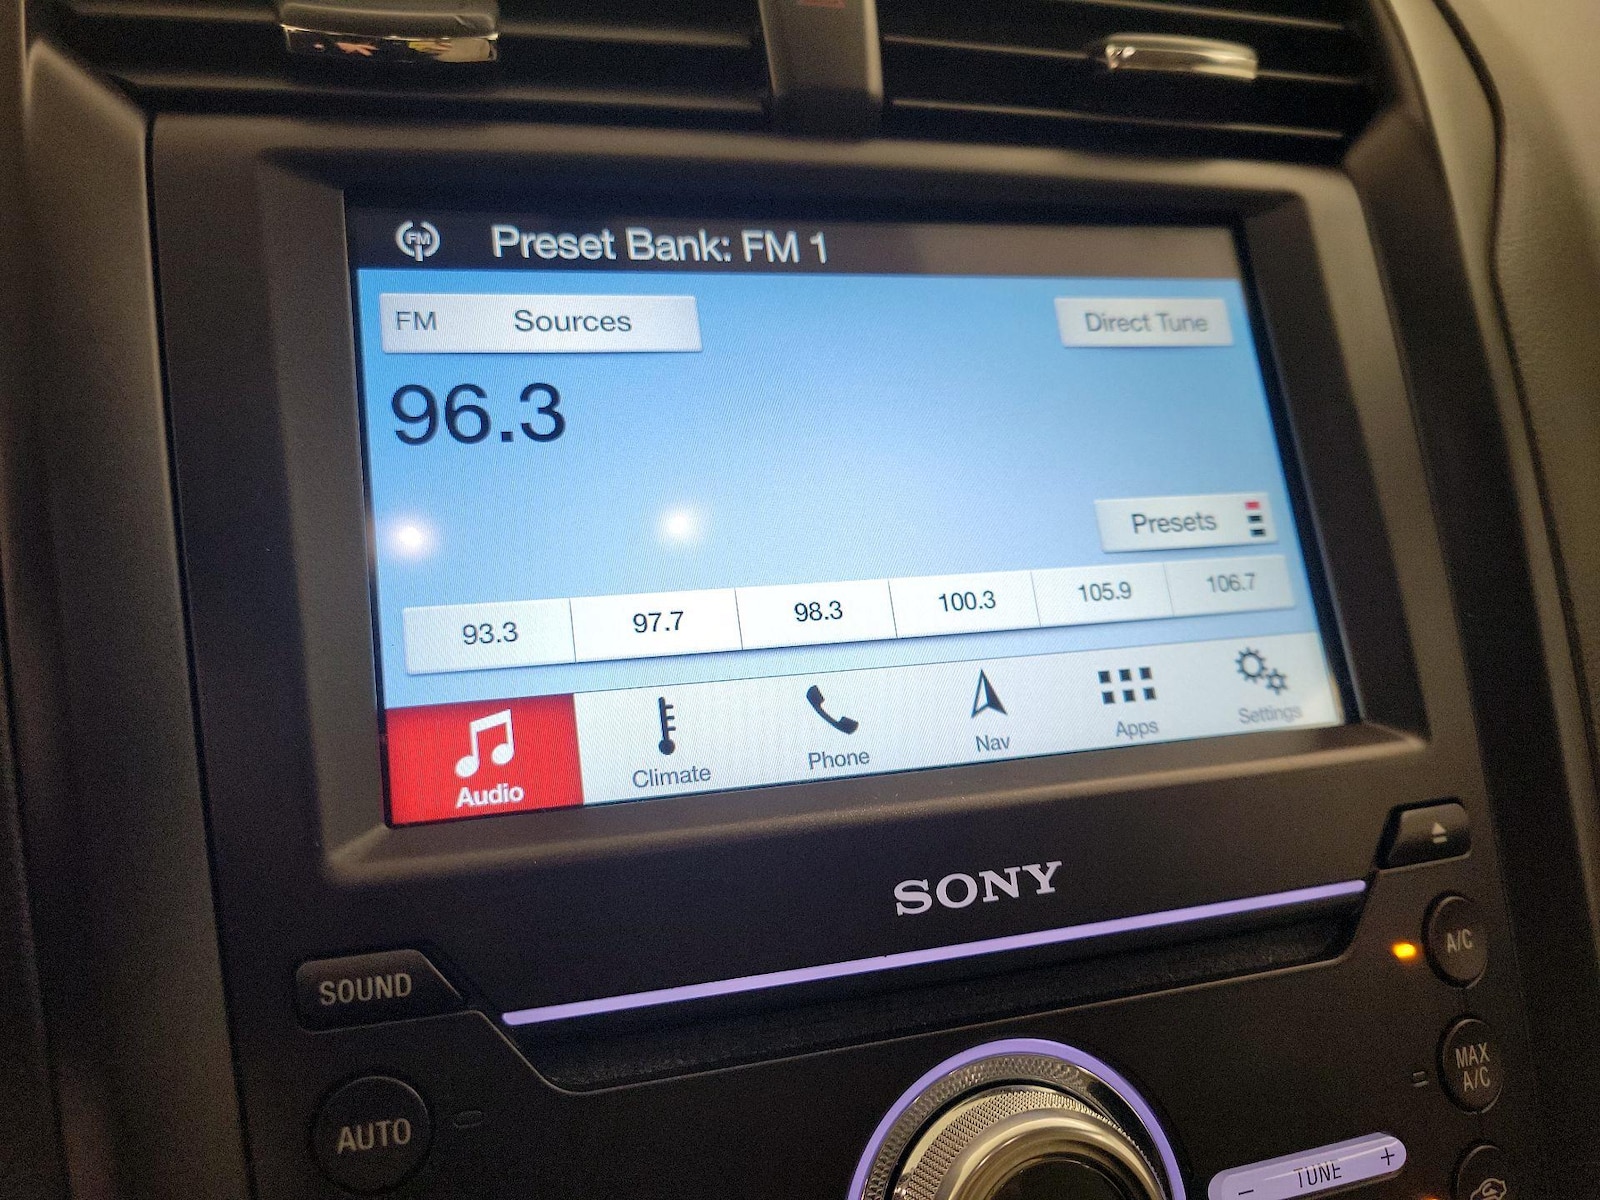 FM Preset Bank: FM 1
FM Sources Direct Tune
96.3
Presets
93.3 97.7 98.3 100.3 105.9 106.7
Audio Climate Phone Nav Apps Settings
SONY
SOUND A/C
MAX
A/C
AUTO
- TUNE +